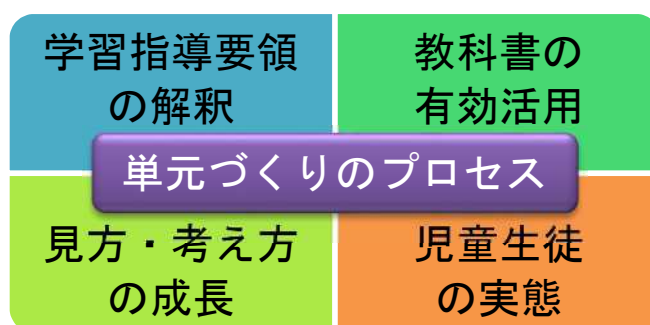 学習指導要領
の解釈
教科書の
有効活用
単元づくりのプロセス
見方・考え方
の成長
児童生徒
の実態